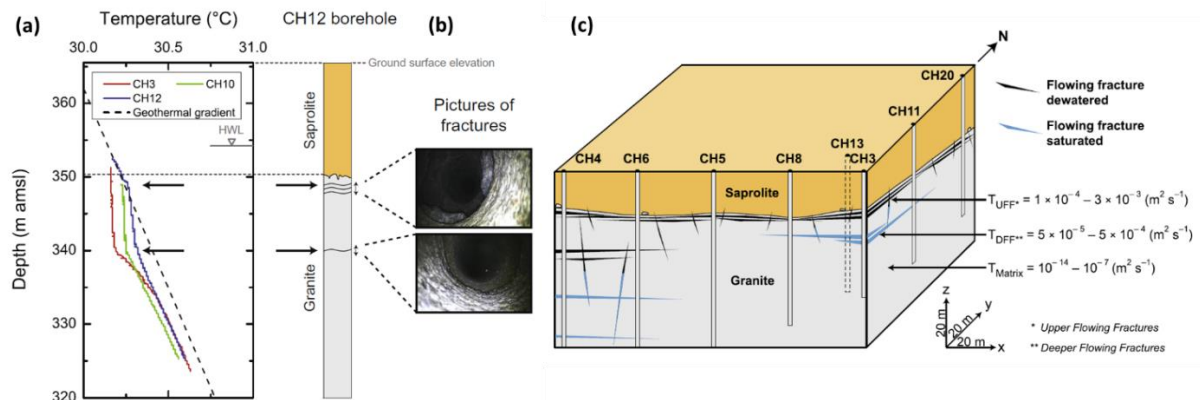 (a)
Temperature (°C)
30.0
30.5
31.0
CH3
CH10
CH12
Geothermal gradient
HWL
Depth (m amsl)
360
350
340
330
320
CH12 borehole
Ground surface elevation
Saprolite
Granite
(b)
Pictures of
fractures
(c)
N
CH20
CH11
CH13
CH4
CH6
CH5
CH8
CH3
Saprolite
Granite
Flowing fracture
dewatered
Flowing fracture
saturated
T UFF* = 1 × 10⁻⁴ – 3 × 10⁻³ (m² s⁻¹)
T DFF** = 5 × 10⁻⁵ – 5 × 10⁻⁴ (m² s⁻¹)
T Matrix = 10⁻¹⁴ – 10⁻⁷ (m² s⁻¹)
z
y
x
20 m
20 m
20 m
* Upper Flowing Fractures
** Deeper Flowing Fractures